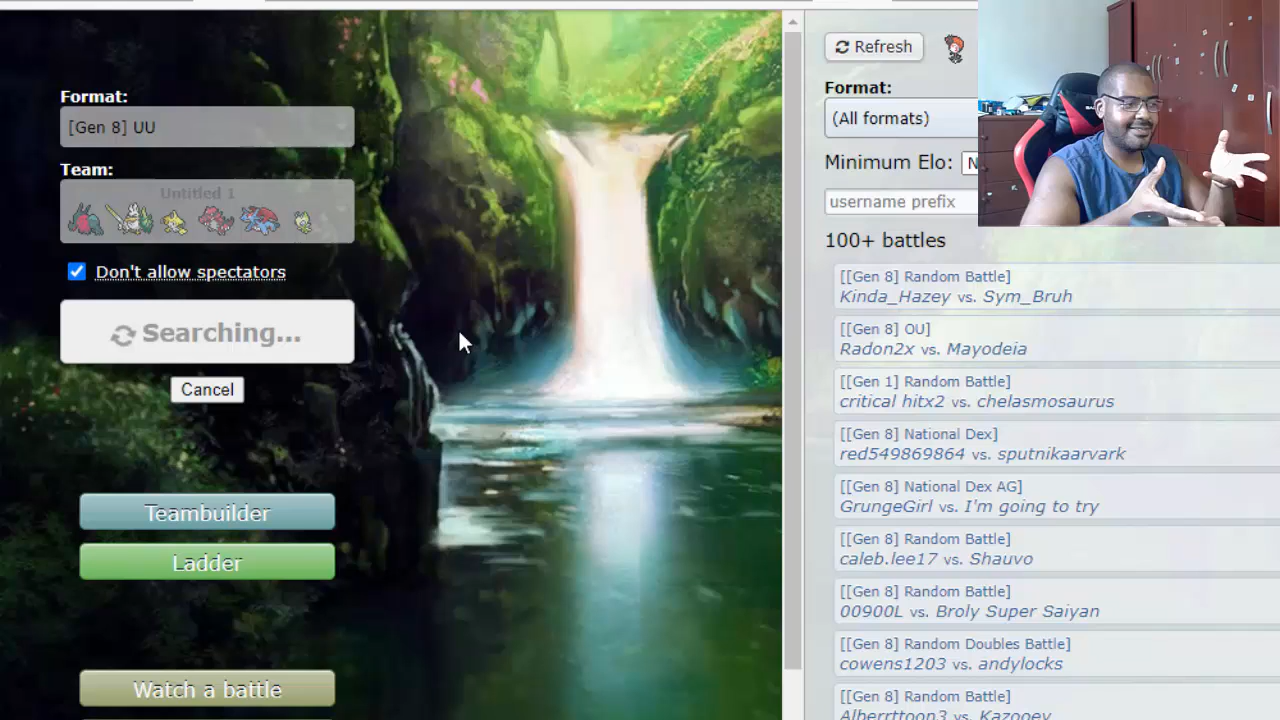 Format:
[Gen 8] UU
Team:
Untitled 1
Don't allow spectators
Searching...
Cancel
Teambuilder
Ladder
Watch a battle
Refresh
Format:
(All formats)
Minimum Elo:
username prefix
100+ battles
[[Gen 8] Random Battle]
Kinda_Hazey vs. Sym_Bruh
[[Gen 8] OU]
Radon2x vs. Mayodeia
[[Gen 1] Random Battle]
critical hitx2 vs. chelasmosaurus
[[Gen 8] National Dex]
red549869864 vs. sputnikaarvark
[[Gen 8] National Dex AG]
GrungeGirl vs. I'm going to try
[[Gen 8] Random Battle]
caleb.lee17 vs. Shauvo
[[Gen 8] Random Battle]
00900L vs. Broly Super Saiyan
[[Gen 8] Random Doubles Battle]
cowens1203 vs. andylocks
[[Gen 8] Random Battle]
Alberrttoon3 vs. Kazooey